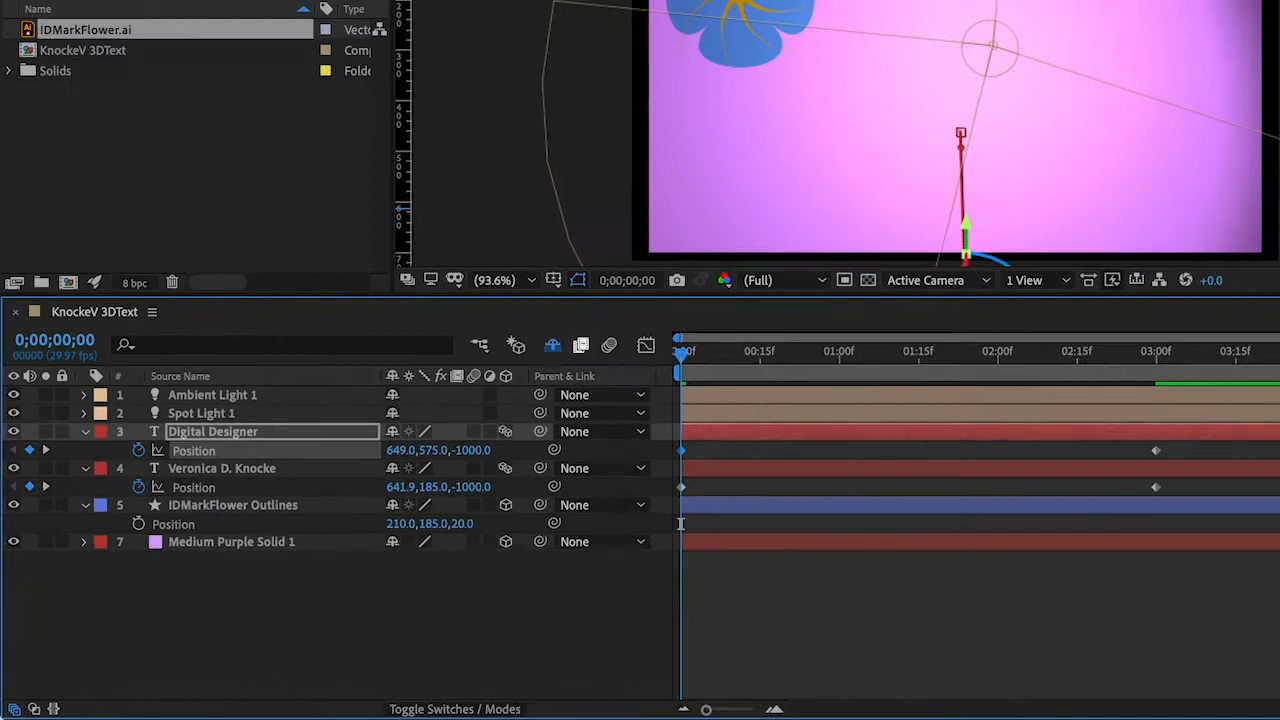 Name Type
IDMarkFlower.ai Vecto
KnockeV 3DText Comp
Solids Folde
8 bpc
(93.6%) 0;00;00;00 (Full) Active Camera 1 View +0.0
KnockeV 3DText
0;00;00;00
00000 (29.97 fps)
# Source Name Parent & Link
00f 00:15f 01:00f 01:15f 02:00f 02:15f 03:00f 03:15f
1 Ambient Light 1 None
2 Spot Light 1 None
3 Digital Designer None
Position 649.0,575.0,-1000.0
4 Veronica D. Knocke None
Position 641.9,185.0,-1000.0
5 IDMarkFlower Outlines None
Position 210.0,185.0,20.0
7 Medium Purple Solid 1 None
Toggle Switches / Modes